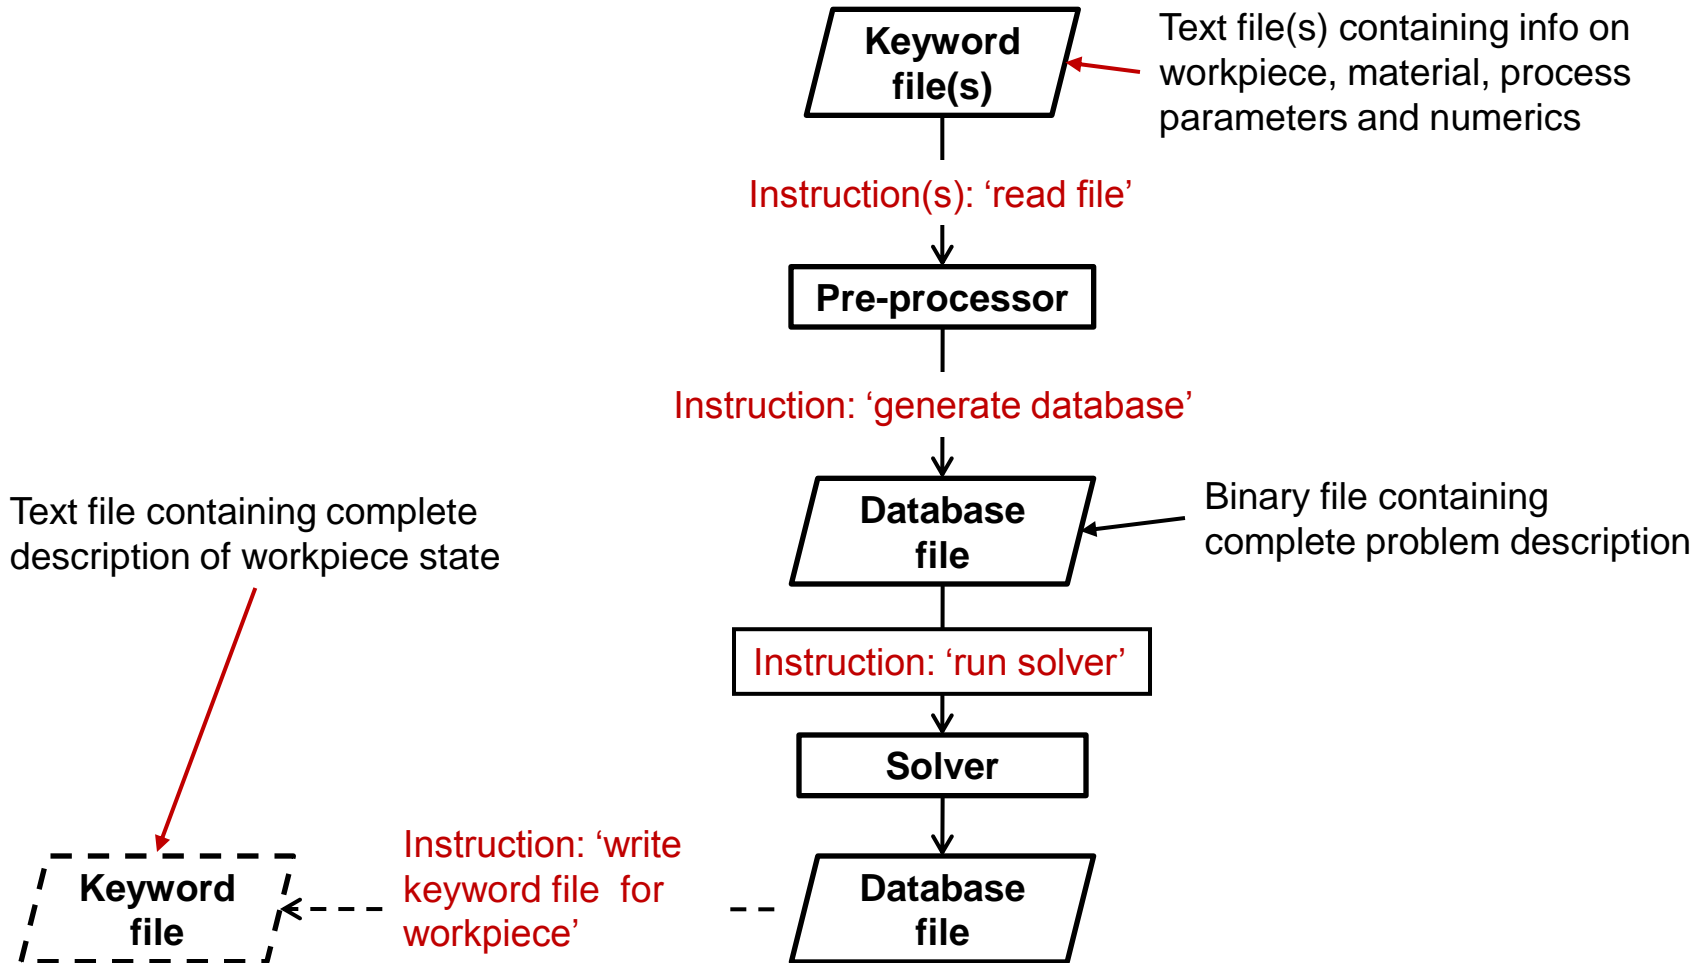 Keyword
file(s)
Text file(s) containing info on
workpiece, material, process
parameters and numerics
Instruction(s): ‘read file’
Pre-processor
Instruction: ‘generate database’
Database
file
Binary file containing
complete problem description
Text file containing complete
description of workpiece state
Instruction: ‘run solver’
Solver
Instruction: ‘write
keyword file  for
workpiece’
Keyword
file
Database
file